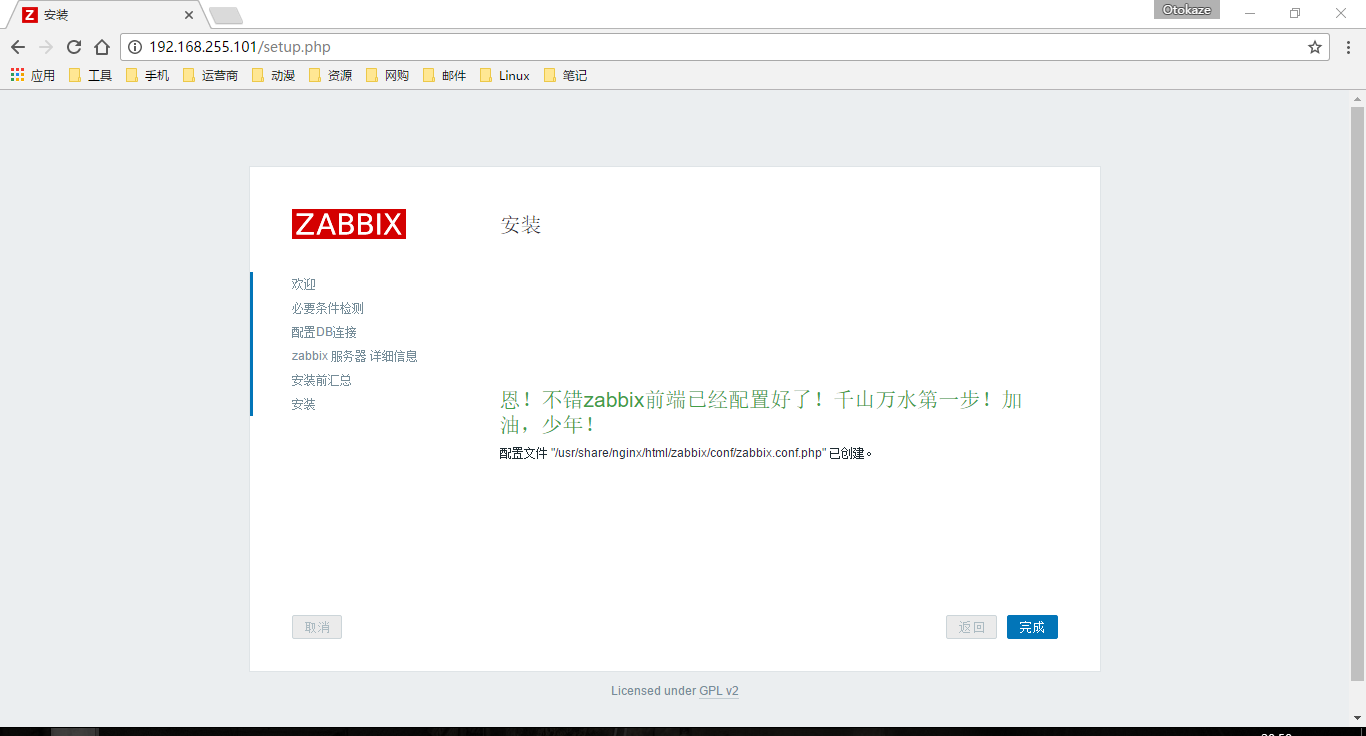 Z 安装
Otokaze
192.168.255.101/setup.php
应用 工具 手机 运营商 动漫 资源 网购 邮件 Linux 笔记
ZABBIX
安装
欢迎
必要条件检测
配置DB连接
zabbix 服务器 详细信息
安装前汇总
安装
恩！不错zabbix前端已经配置好了！千山万水第一步！加
油，少年！
配置文件 "/usr/share/nginx/html/zabbix/conf/zabbix.conf.php" 已创建。
取消 返回 完成
Licensed under GPL v2